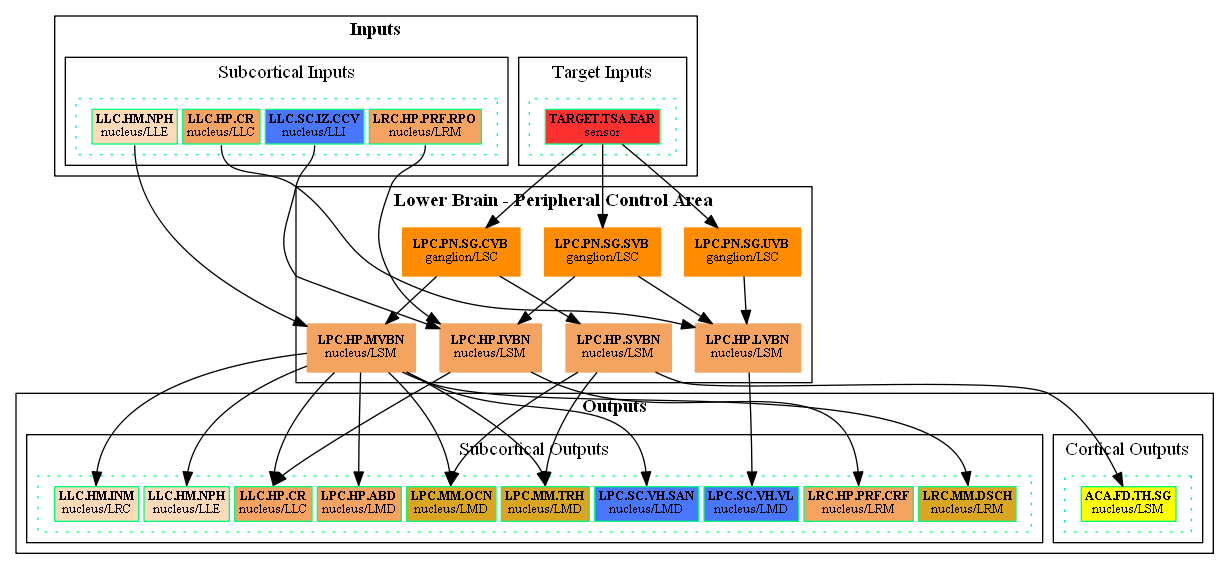 Inputs
Subcortical Inputs
Target Inputs
LLC.HM.NPH
nucleus/LLE
LLC.HP.CR
nucleus/LLC
LLC.SC.IZ.CCV
nucleus/LLI
LRC.HP.PRF.RPO
nucleus/LRM
TARGET.TSA.EAR
sensor
Lower Brain - Peripheral Control Area
LPC.PN.SG.CVB
ganglion/LSC
LPC.PN.SG.SVB
ganglion/LSC
LPC.PN.SG.UVB
ganglion/LSC
LPC.HP.MVBN
nucleus/LSM
LPC.HP.IVBN
nucleus/LSM
LPC.HP.SVBN
nucleus/LSM
LPC.HP.LVBN
nucleus/LSM
Outputs
Subcortical Outputs
Cortical Outputs
LLC.HM.INM
nucleus/LRC
LLC.HM.NPH
nucleus/LLE
LLC.HP.CR
nucleus/LLC
LPC.HP.ABD
nucleus/LMD
LPC.MM.OCN
nucleus/LMD
LPC.MM.TRH
nucleus/LMD
LPC.SC.VH.SAN
nucleus/LMD
LPC.SC.VH.VL
nucleus/LMD
LRC.HP.PRF.CRF
nucleus/LRM
LRC.MM.DSCH
nucleus/LRM
ACA.FD.TH.SG
nucleus/LSM